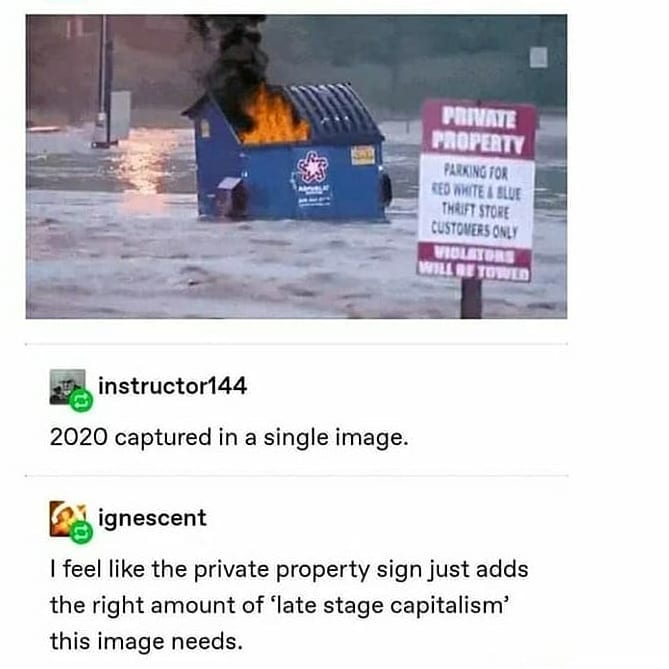 PRIVATE
PROPERTY
PARKING FOR
RED WHITE & BLUE
THRIFT STORE
CUSTOMERS ONLY
VIOLATORS
WILL BE TOWED
REPUBLIC
instructor144
2020 captured in a single image.
ignescent
I feel like the private property sign just adds
the right amount of ‘late stage capitalism’
this image needs.